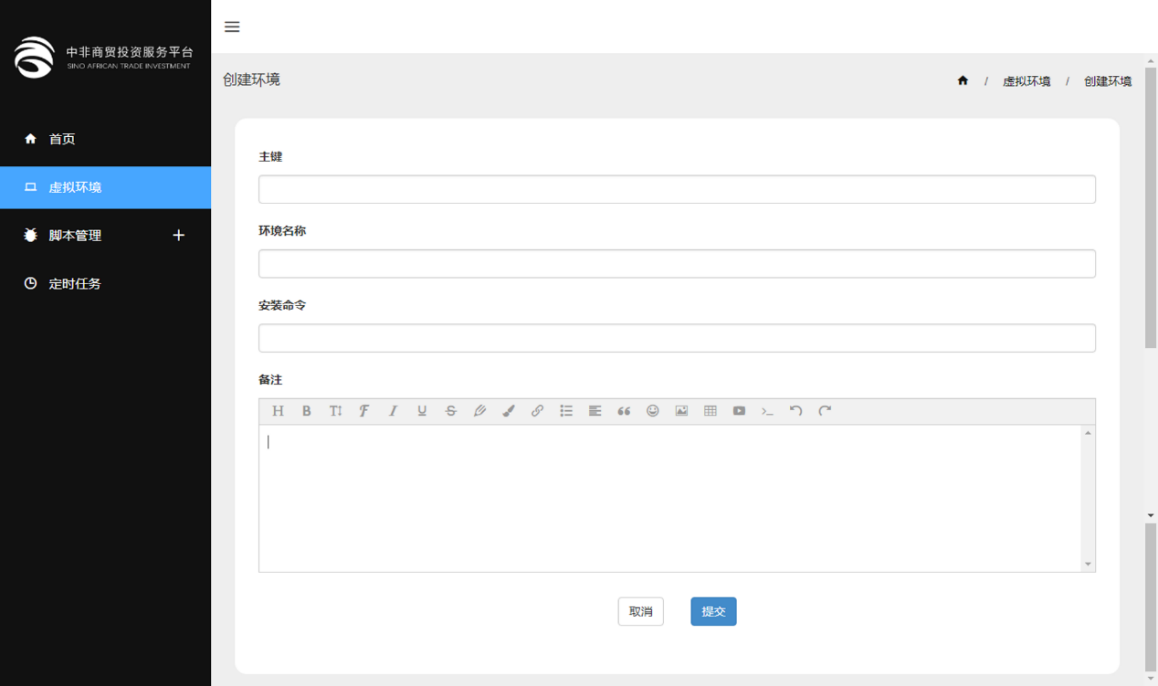 中非商贸投资服务平台
SINO AFRICAN TRADE INVESTMENT
首页
虚拟环境
脚本管理
定时任务
创建环境
/ 虚拟环境 / 创建环境
主键
环境名称
安装命令
备注
取消
提交